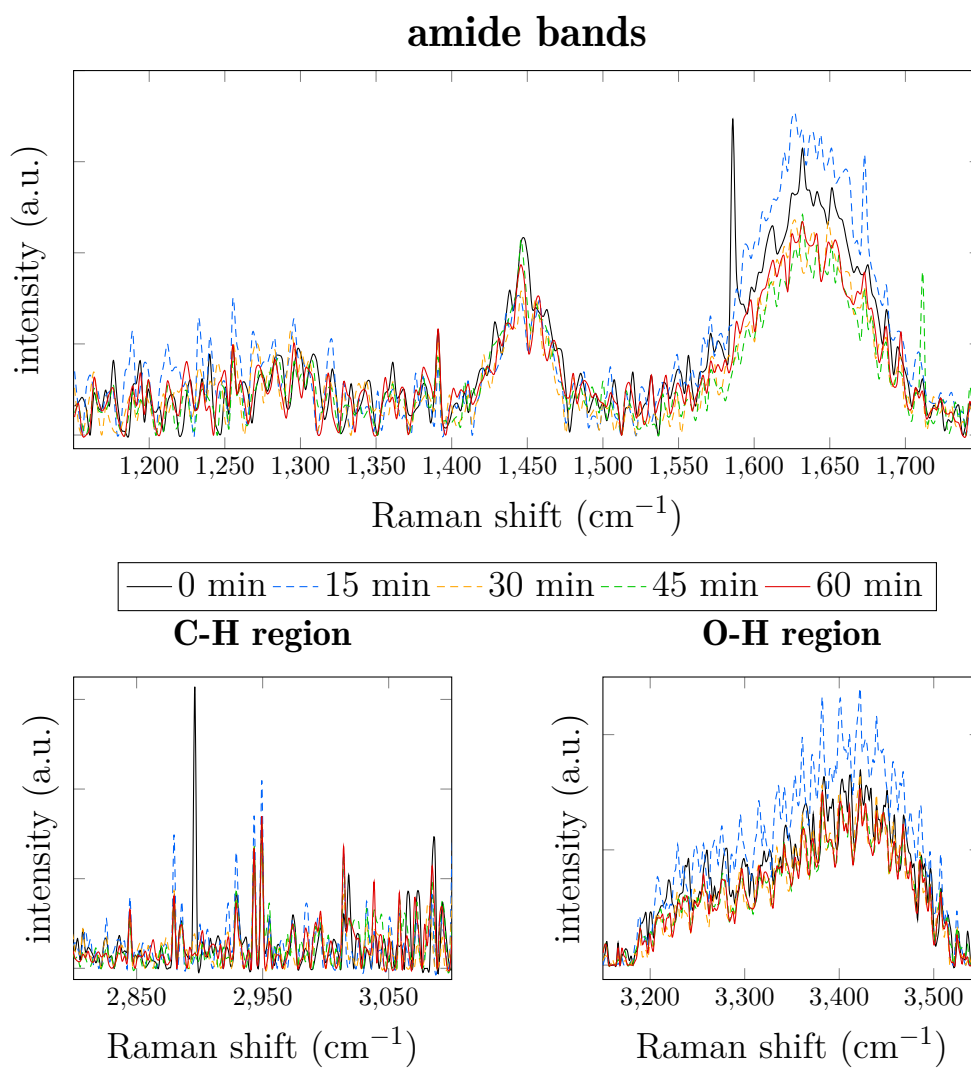 amide bands
intensity (a.u.)
1,200 1,250 1,300 1,350 1,400 1,450 1,500 1,550 1,600 1,650 1,700
Raman shift (cm⁻¹)
0 min 15 min 30 min 45 min 60 min
C-H region
intensity (a.u.)
2,850 2,950 3,050
Raman shift (cm⁻¹)
O-H region
intensity (a.u.)
3,200 3,300 3,400 3,500
Raman shift (cm⁻¹)